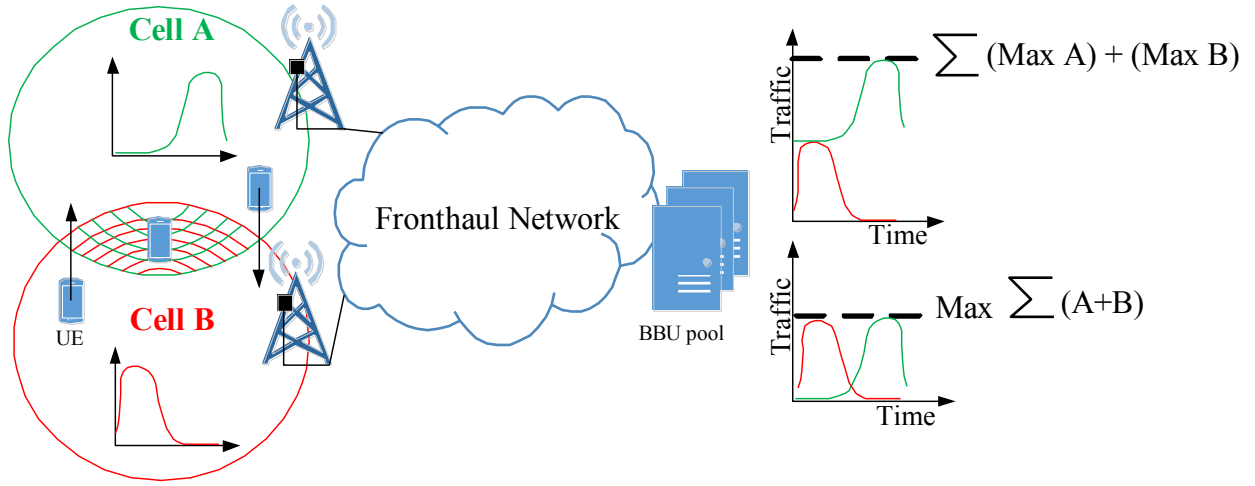 Cell A
∑ (Max A) + (Max B)
Traffic
Time
Fronthaul Network
UE
Cell B
BBU pool
Max ∑ (A+B)
Traffic
Time